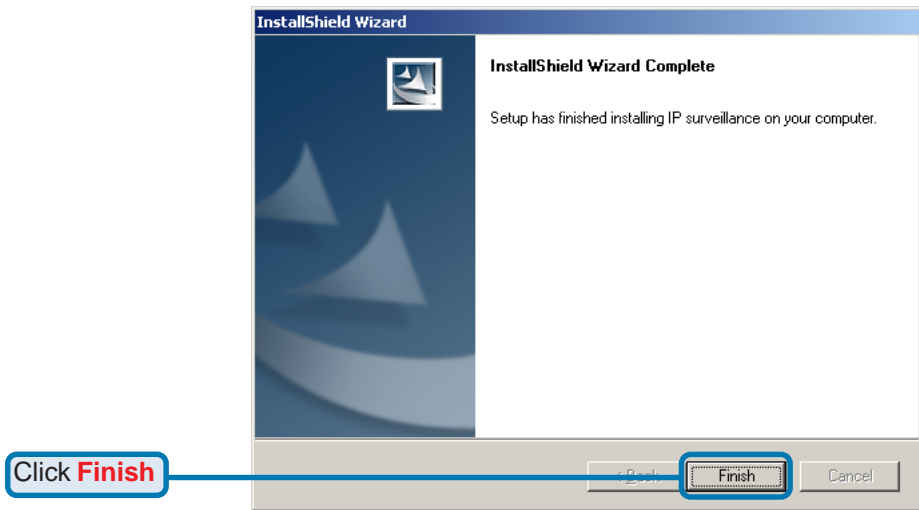 InstallShield Wizard
InstallShield Wizard Complete
Setup has finished installing IP surveillance on your computer.
Click Finish
< Back
Finish
Cancel